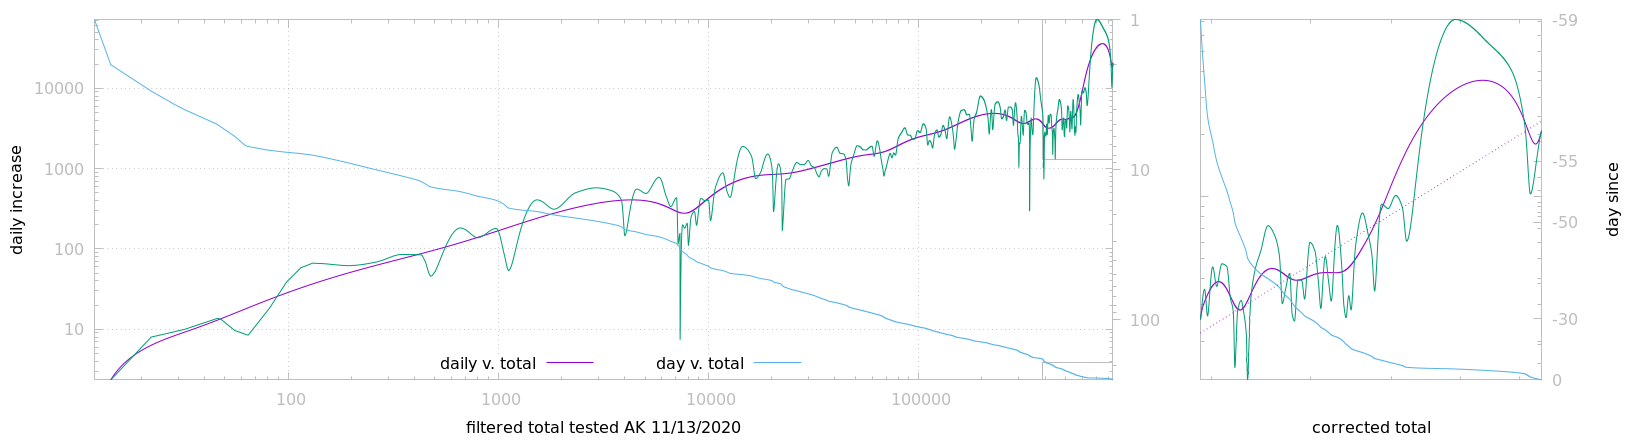 1
-59
10000
daily increase
1000
10
-55
day since
-50
100
100
-30
10
daily v. total
day v. total
0
100
1000
10000
100000
filtered total tested AK 11/13/2020
corrected total